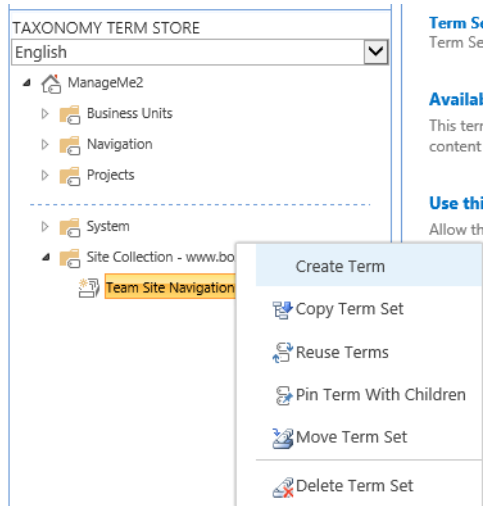 TAXONOMY TERM STORE
English
ManageMe2
Business Units
Navigation
Projects
System
Site Collection - www.bo
Team Site Navigation
Create Term
Copy Term Set
Reuse Terms
Pin Term With Children
Move Term Set
Delete Term Set
Term Se
Term Se
Availab
This terr
content
Use thi
Allow th